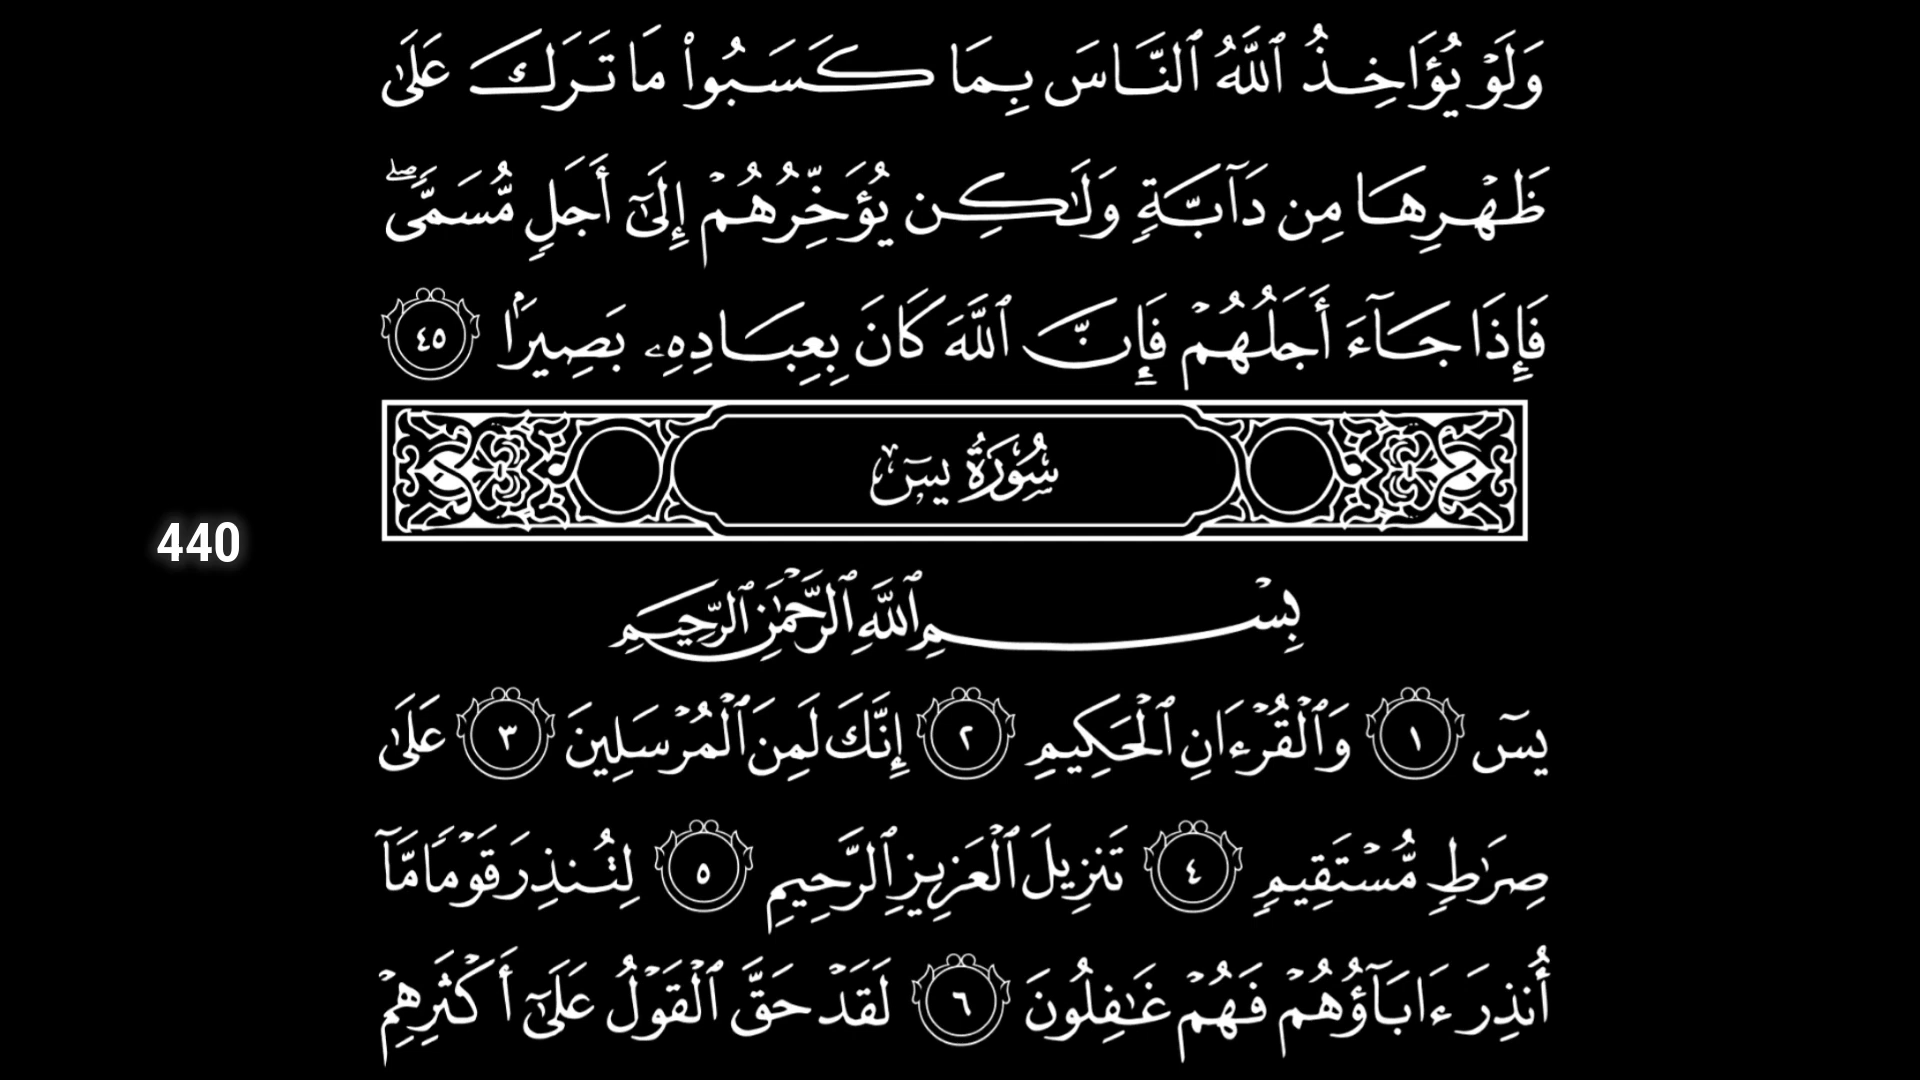 وَلَوْ يُؤَاخِذُ ٱللَّهُ ٱلنَّاسَ بِمَا كَسَبُوا۟ مَا تَرَكَ عَلَىٰ
ظَهْرِهَا مِن دَآبَّةٍ وَلَـٰكِن يُؤَخِّرُهُمْ إِلَىٰٓ أَجَلٍ مُّسَمًّى ۖ
فَإِذَا جَآءَ أَجَلُهُمْ فَإِنَّ ٱللَّهَ كَانَ بِعِبَادِهِۦ بَصِيرًۢا ٤٥
سُورَةُ يسٓ
440
بِسْمِ ٱللَّهِ ٱلرَّحْمَـٰنِ ٱلرَّحِيمِ
يسٓ ١ وَٱلْقُرْءَانِ ٱلْحَكِيمِ ٢ إِنَّكَ لَمِنَ ٱلْمُرْسَلِينَ ٣ عَلَىٰ
صِرَٰطٍ مُّسْتَقِيمٍ ٤ تَنزِيلَ ٱلْعَزِيزِ ٱلرَّحِيمِ ٥ لِتُنذِرَ قَوْمًا مَّآ
أُنذِرَ ءَابَآؤُهُمْ فَهُمْ غَـٰفِلُونَ ٦ لَقَدْ حَقَّ ٱلْقَوْلُ عَلَىٰٓ أَكْثَرِهِمْ